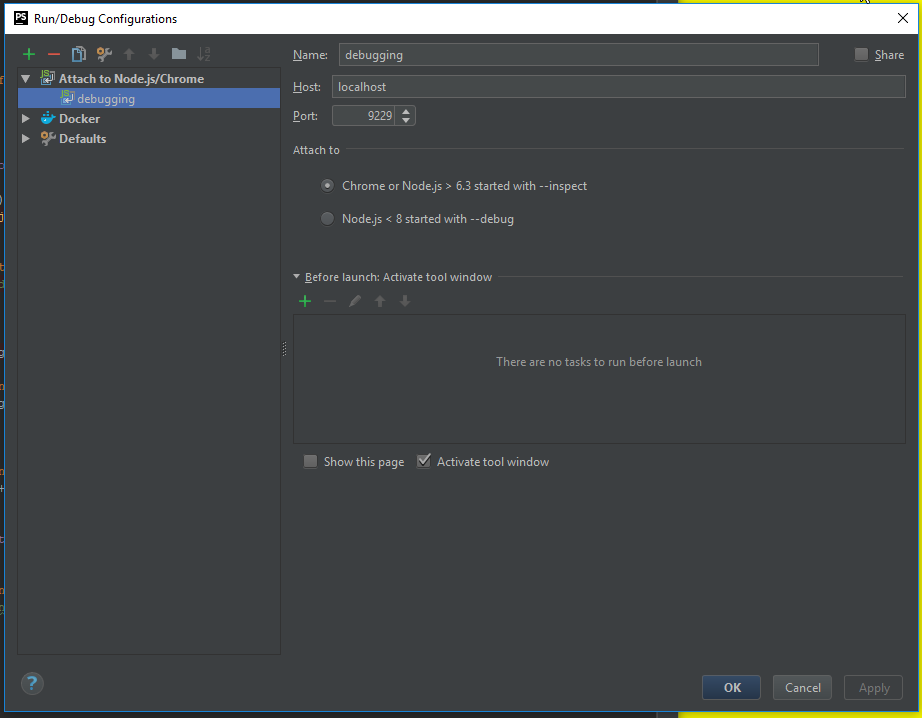 PS Run/Debug Configurations
Name: debugging Share
Attach to Node.js/Chrome
debugging
Docker
Defaults
Host: localhost
Port: 9229
Attach to
Chrome or Node.js > 6.3 started with --inspect
Node.js < 8 started with --debug
Before launch: Activate tool window
There are no tasks to run before launch
Show this page Activate tool window
?
OK Cancel Apply